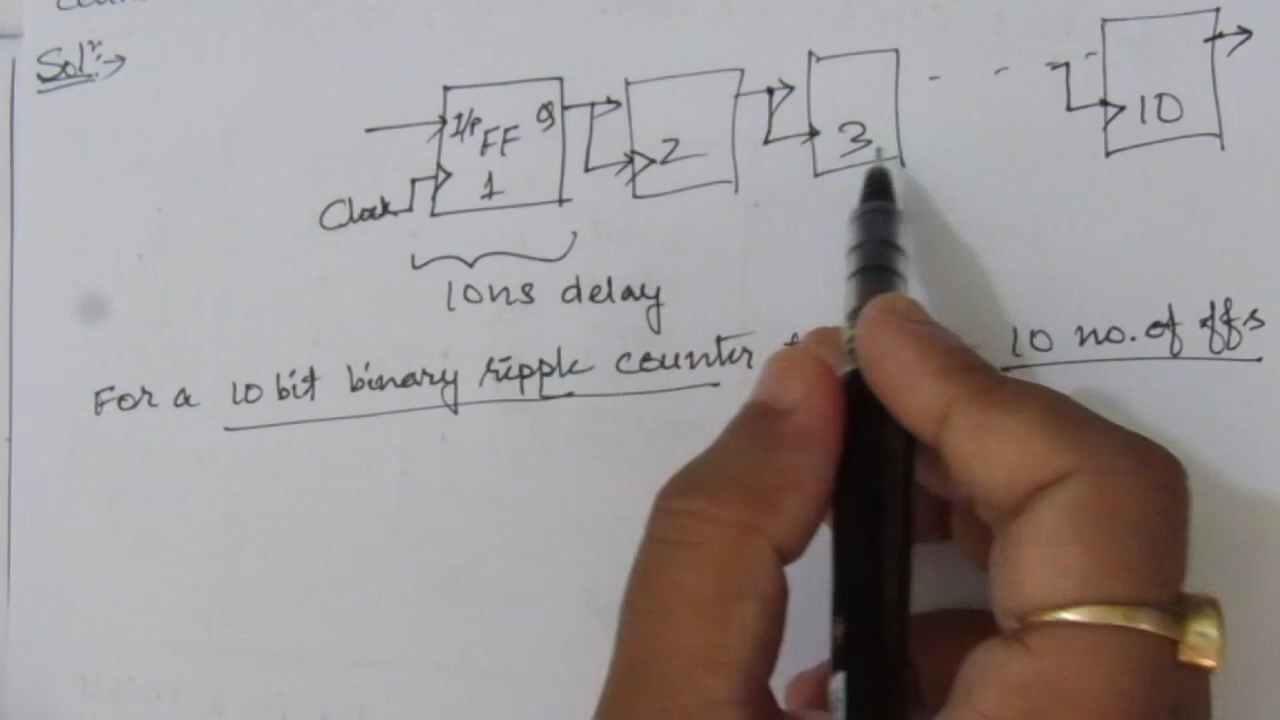 Solⁿ:→
I/P FF Q
1
2
3
10
Clock
10ns delay
For a 10 bit binary ripple counter
10 no. of ffs